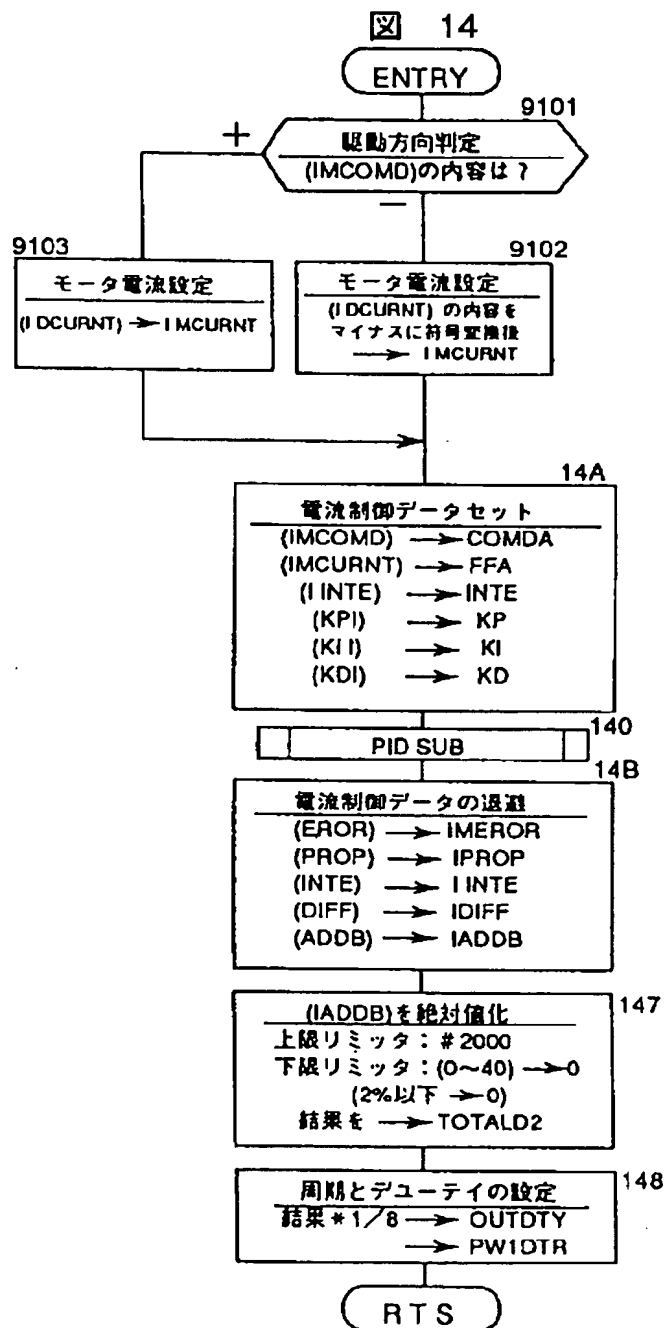 図 14
ENTRY
9101
駆動方向判定
(IMCOMD)の内容は?
+
−
9103
モータ電流設定
(IDCURNT) → IMCURNT
9102
モータ電流設定
(IDCURNT) の内容を
マイナスに符号変換後
→ IMCURNT
14A
電流制御データセット
(IMCOMD) → COMDA
(IMCURNT) → FFA
(IINTE) → INTE
(KPI) → KP
(KII) → KI
(KDI) → KD
140
PID SUB
14B
電流制御データの退避
(EROR) → IMEROR
(PROP) → IPROP
(INTE) → IINTE
(DIFF) → IDIFF
(ADDB) → IADDB
147
(IADDB)を絶対値化
上限リミッタ:#2000
下限リミッタ:(0~40) →0
(2%以下 →0)
結果を → TOTALD2
148
周期とデューティの設定
結果*1/8 → OUTDTY
→ PW1DTR
RTS